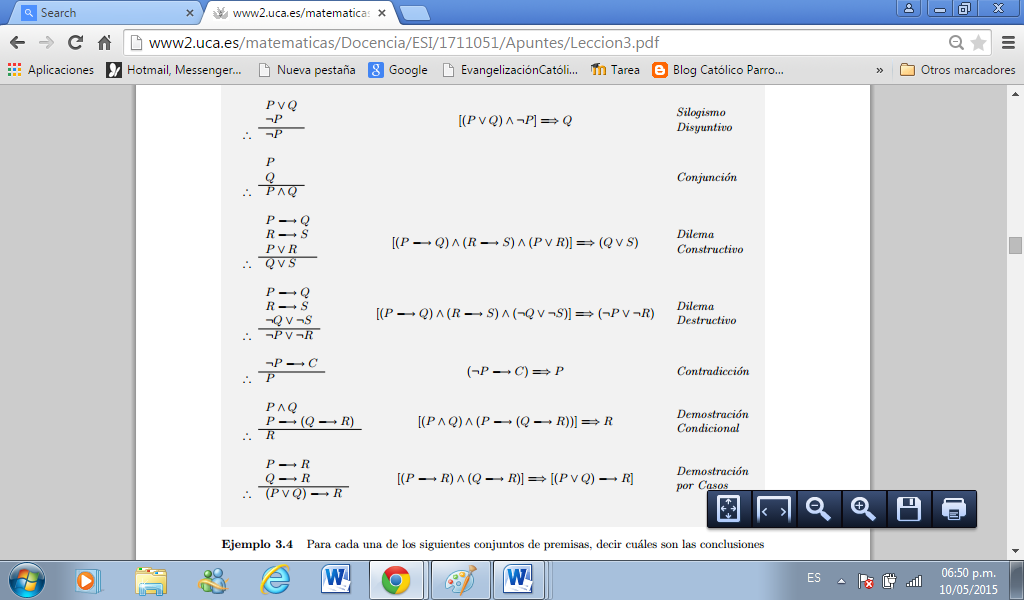 Search
www2.uca.es/matematicas
www2.uca.es/matematicas/Docencia/ESI/1711051/Apuntes/Leccion3.pdf
Aplicaciones Hotmail, Messenger... Nueva pestaña Google EvangelizaciónCatóli... Tarea Blog Católico Parro... » Otros marcadores
P ∨ Q
¬P
∴ ¬P
[(P ∨ Q) ∧ ¬P] ⟹ Q
Silogismo
Disyuntivo
P
Q
∴ P ∧ Q
Conjunción
P ⟶ Q
R ⟶ S
P ∨ R
∴ Q ∨ S
[(P ⟶ Q) ∧ (R ⟶ S) ∧ (P ∨ R)] ⟹ (Q ∨ S)
Dilema
Constructivo
P ⟶ Q
R ⟶ S
¬Q ∨ ¬S
∴ ¬P ∨ ¬R
[(P ⟶ Q) ∧ (R ⟶ S) ∧ (¬Q ∨ ¬S)] ⟹ (¬P ∨ ¬R)
Dilema
Destructivo
¬P ⟶ C
∴ P
(¬P ⟶ C) ⟹ P
Contradicción
P ∧ Q
P ⟶ (Q ⟶ R)
∴ R
[(P ∧ Q) ∧ (P ⟶ (Q ⟶ R))] ⟹ R
Demostración
Condicional
P ⟶ R
Q ⟶ R
∴ (P ∨ Q) ⟶ R
[(P ⟶ R) ∧ (Q ⟶ R)] ⟹ [(P ∨ Q) ⟶ R]
Demostración
por Casos
Ejemplo 3.4 Para cada una de los siguientes conjuntos de premisas, decir cuáles son las conclusiones
ES
06:50 p.m.
10/05/2015